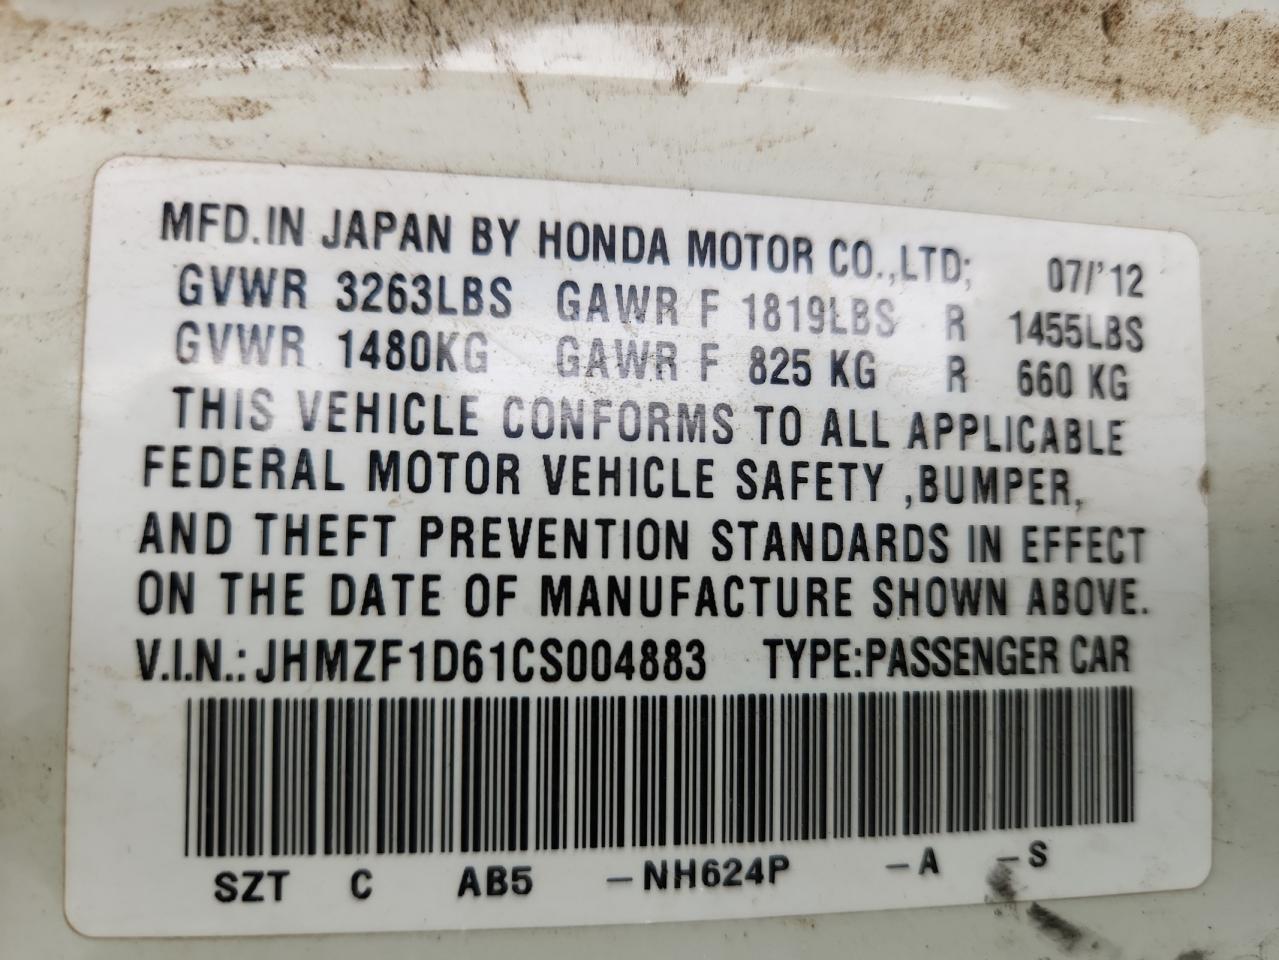 MFD.IN JAPAN BY HONDA MOTOR CO.,LTD; 07/'12
GVWR 3263LBS GAWR F 1819LBS R 1455LBS
GVWR 1480KG GAWR F 825 KG R 660 KG
THIS VEHICLE CONFORMS TO ALL APPLICABLE
FEDERAL MOTOR VEHICLE SAFETY ,BUMPER,
AND THEFT PREVENTION STANDARDS IN EFFECT
ON THE DATE OF MANUFACTURE SHOWN ABOVE.
V.I.N.: JHMZF1D61CS004883 TYPE:PASSENGER CAR
SZT C AB5 –NH624P –A –S